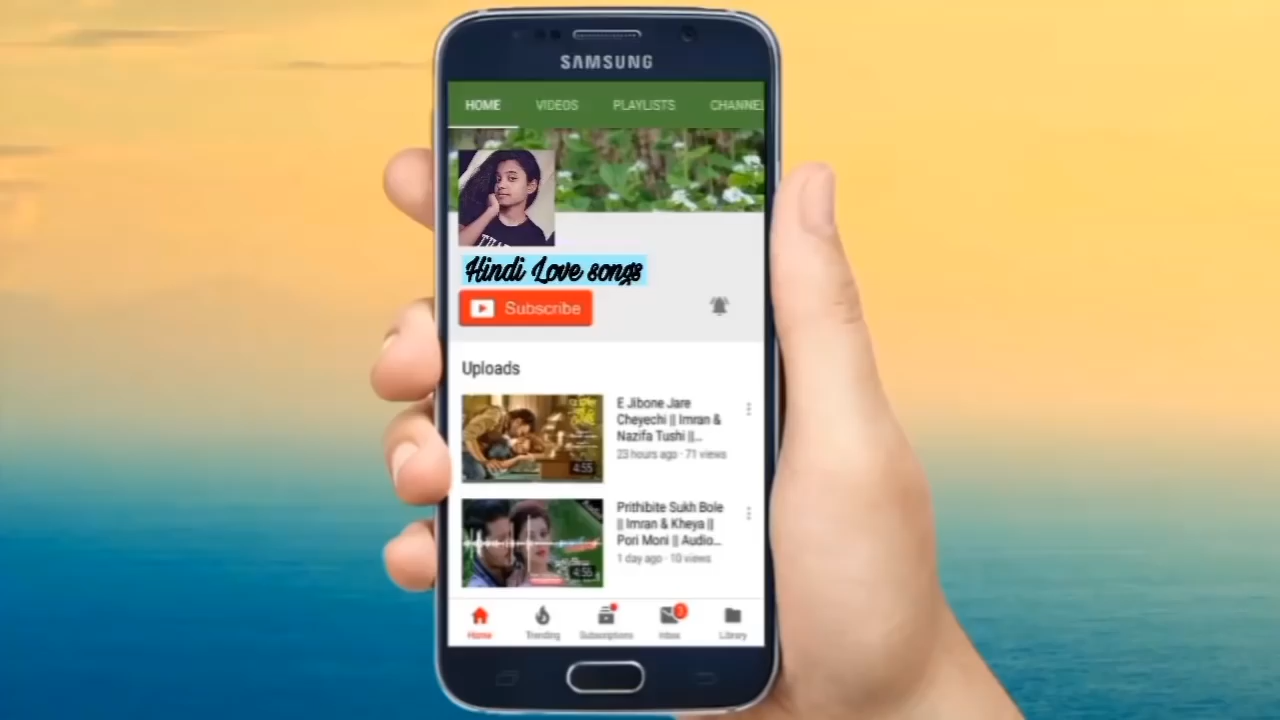 SAMSUNG
HOME VIDEOS PLAYLISTS CHANNEL
Hindi Love songs
Subscribe
Uploads
E Jibone Jare
Cheyechi || Imran &
Nazifa Tushi ||...
23 hours ago · 71 views
4:55
Prithibite Sukh Bole
|| Imran & Kheya ||
Pori Moni || Audio...
1 day ago · 10 views
4:55
Home Trending Subscriptions Inbox Library